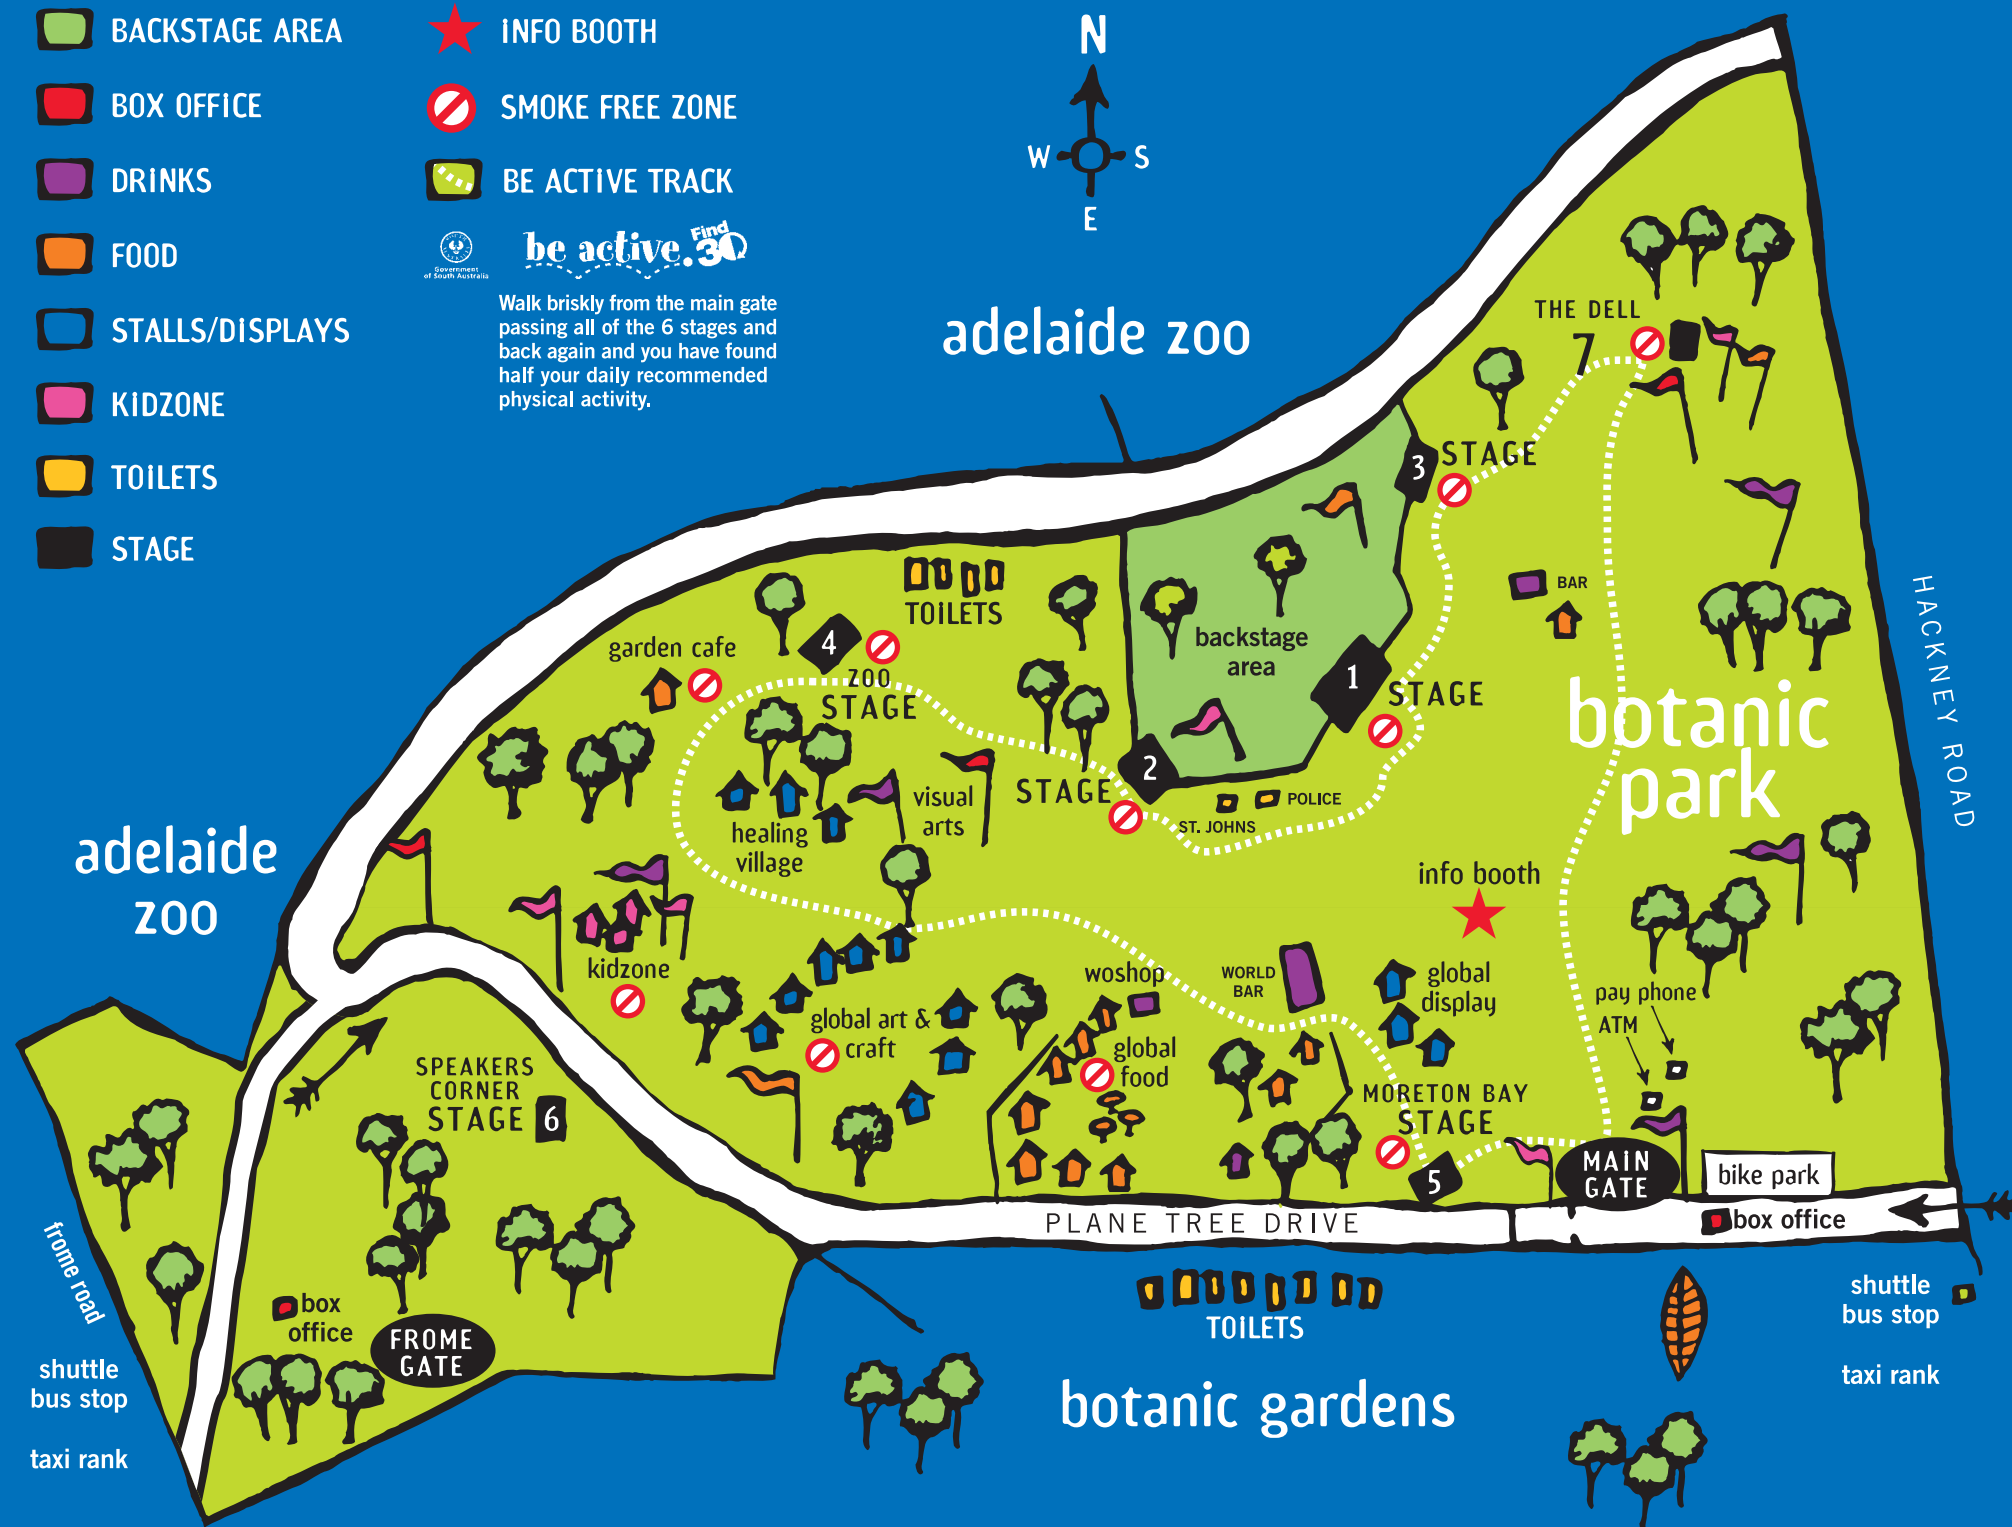 BACKSTAGE AREA
BOX OFFICE
DRINKS
FOOD
STALLS/DISPLAYS
KIDZONE
TOILETS
STAGE
INFO BOOTH
SMOKE FREE ZONE
BE ACTIVE TRACK
Government
of South Australia
be active.
Find
30
Walk briskly from the main gate
passing all of the 6 stages and
back again and you have found
half your daily recommended
physical activity.
N
W
S
E
adelaide zoo
THE DELL
7
3
STAGE
TOILETS
BAR
garden cafe
4
ZOO
STAGE
backstage
area
1
STAGE
botanic
park
HACKNEY ROAD
2
STAGE
POLICE
ST. JOHNS
visual
arts
healing
village
adelaide
zoo
info booth
kidzone
woshop
WORLD
BAR
global
display
pay phone
ATM
global art &
craft
global
food
SPEAKERS
CORNER
STAGE
6
MORETON BAY
STAGE
5
MAIN
GATE
bike park
PLANE TREE DRIVE
box office
frome road
box
office
FROME
GATE
TOILETS
shuttle
bus stop
taxi rank
shuttle
bus stop
taxi rank
botanic gardens